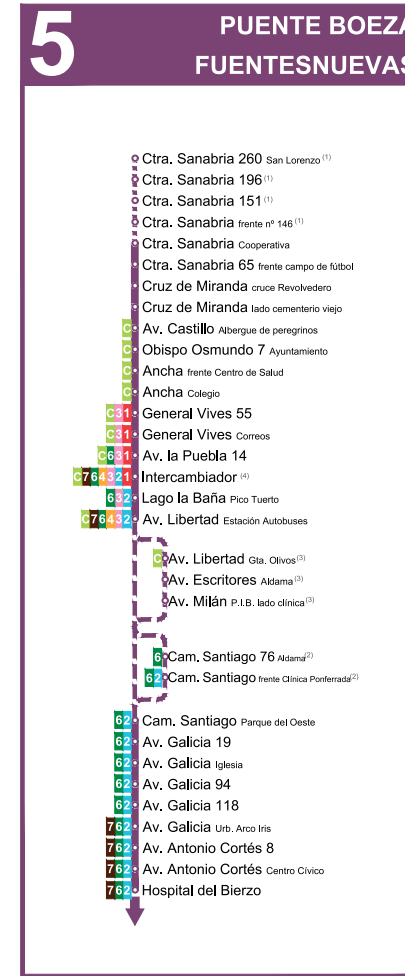 5
PUENTE BOEZA
FUENTESNUEVAS
Ctra. Sanabria 260 San Lorenzo (1)
Ctra. Sanabria 196 (1)
Ctra. Sanabria 151 (1)
Ctra. Sanabria frente nº 146 (1)
Ctra. Sanabria Cooperativa
Ctra. Sanabria 65 frente campo de fútbol
Cruz de Miranda cruce Revolvedero
Cruz de Miranda lado cementerio viejo
C Av. Castillo Albergue de peregrinos
C Obispo Osmundo 7 Ayuntamiento
C Ancha frente Centro de Salud
C Ancha Colegio
C 3 1 General Vives 55
C 3 1 General Vives Correos
C 6 3 1 Av. la Puebla 14
C 7 6 4 3 2 1 Intercambiador (4)
6 3 2 Lago la Baña Pico Tuerto
C 7 6 4 3 2 Av. Libertad Estación Autobuses
C Av. Libertad Gta. Olivos (3)
Av. Escritores Aldama (3)
Av. Milán P.I.B. lado clínica (3)
6 Cam. Santiago 76 Aldama (2)
6 2 Cam. Santiago frente Clínica Ponferrada (2)
6 2 Cam. Santiago Parque del Oeste
6 2 Av. Galicia 19
6 2 Av. Galicia Iglesia
6 2 Av. Galicia 94
6 2 Av. Galicia 118
7 6 2 Av. Galicia Urb. Arco Iris
7 6 2 Av. Antonio Cortés 8
7 6 2 Av. Antonio Cortés Centro Cívico
7 6 2 Hospital del Bierzo